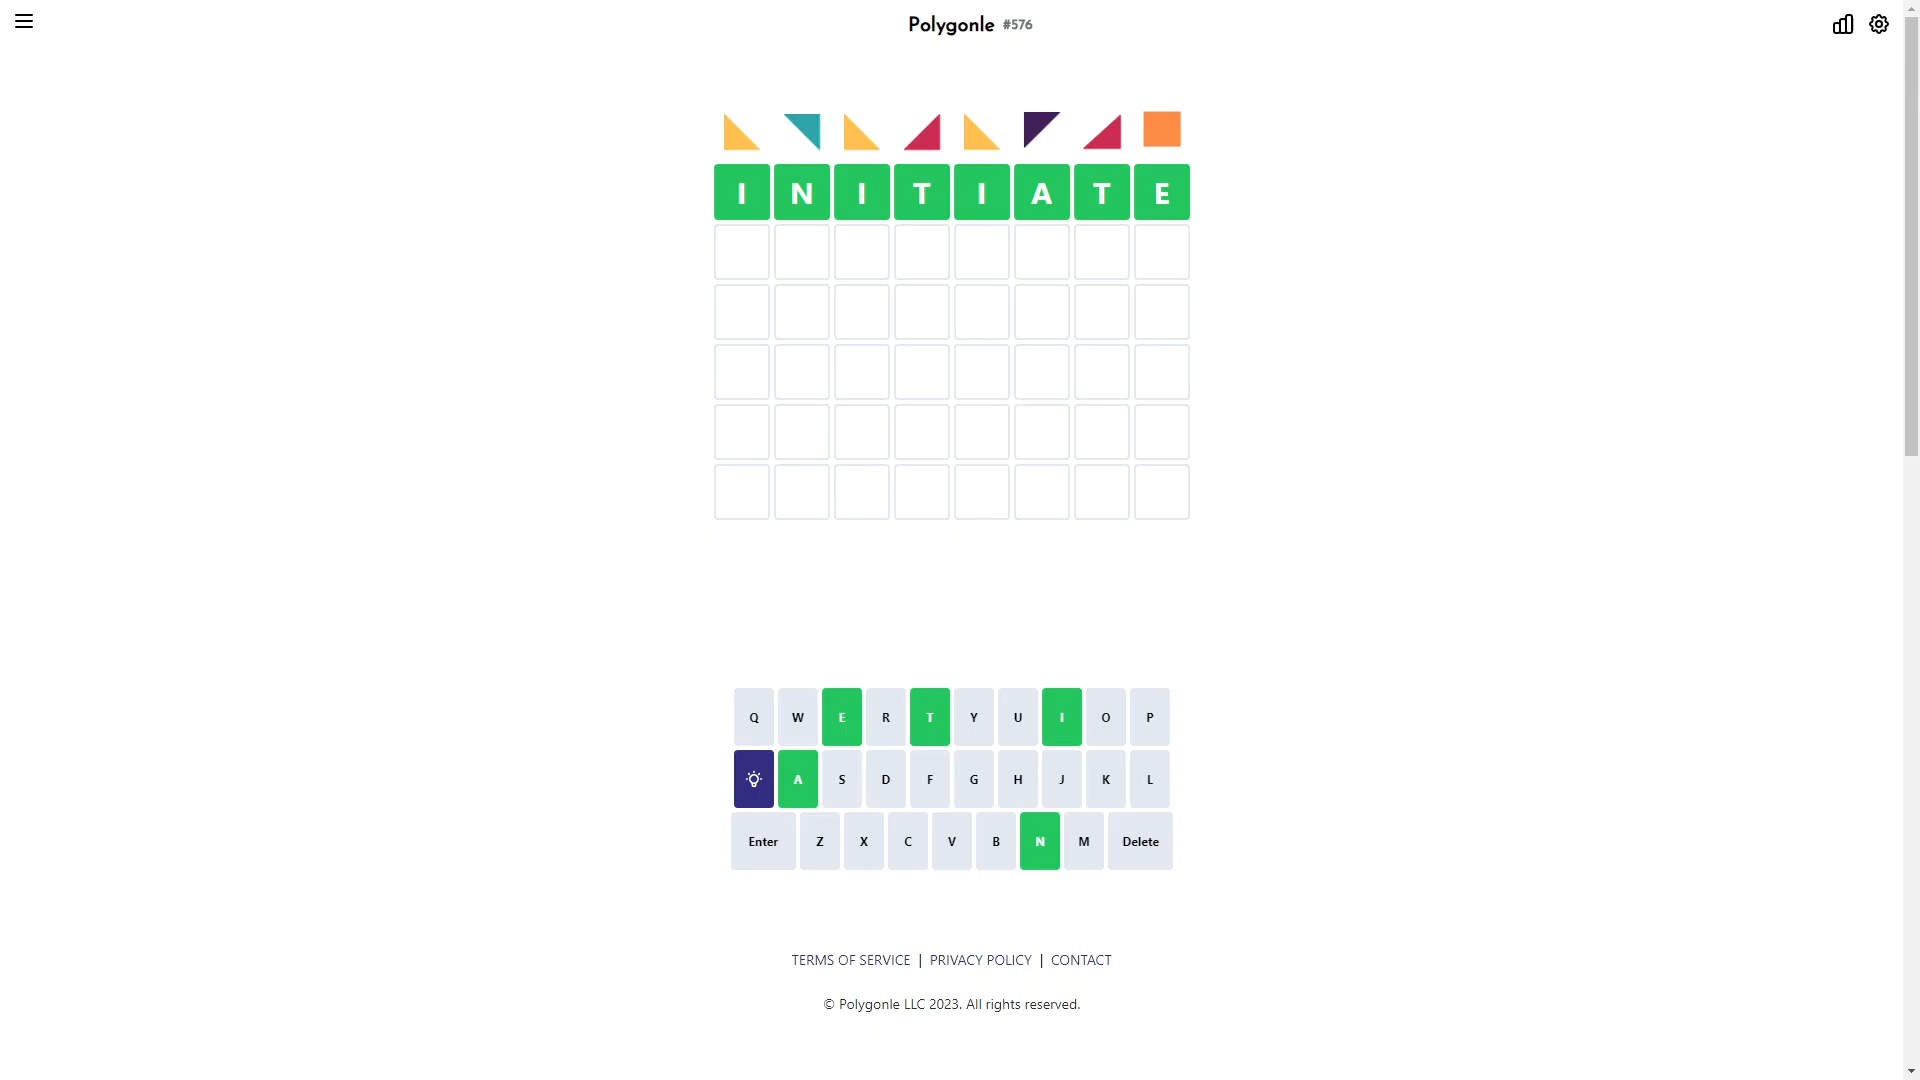 Polygonle #576
INITIATE
Q W E R T Y U I O P
A S D F G H J K L
Enter Z X C V B N M Delete
TERMS OF SERVICE | PRIVACY POLICY | CONTACT
© Polygonle LLC 2023. All rights reserved.